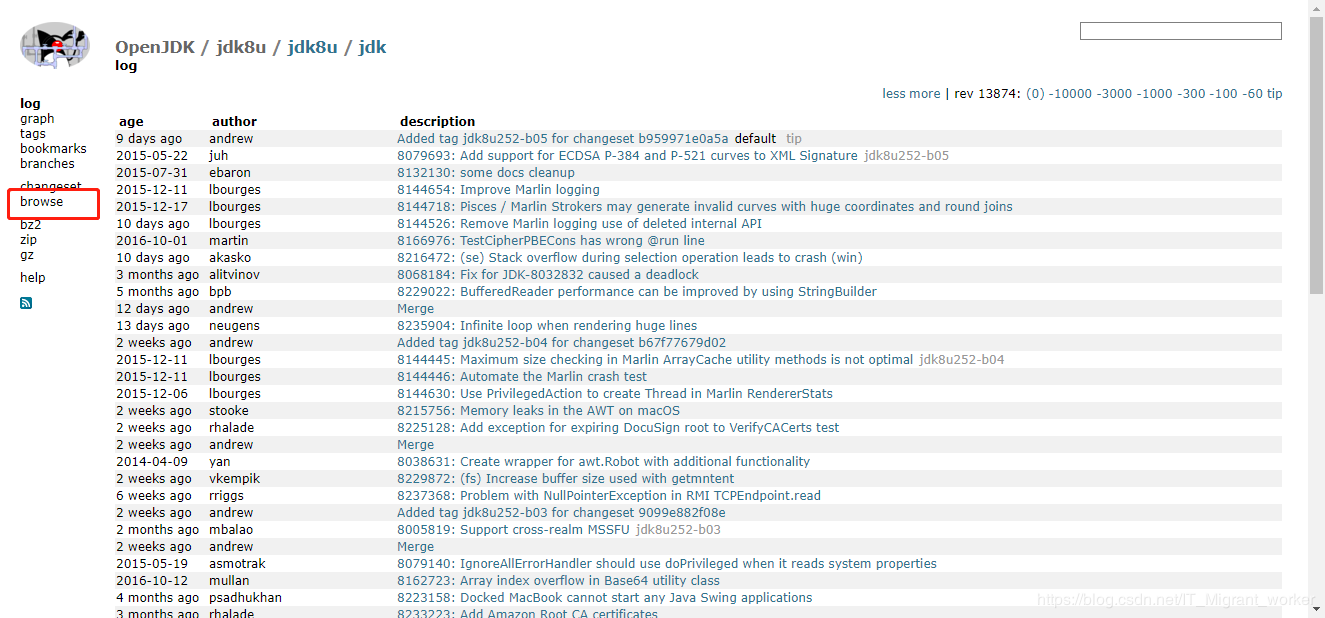 OpenJDK / jdk8u / jdk8u / jdk
log
less more | rev 13874: (0) -10000 -3000 -1000 -300 -100 -60 tip
log
graph
tags
bookmarks
branches
changeset
browse
bz2
zip
gz
help
age author description
9 days ago andrew Added tag jdk8u252-b05 for changeset b959971e0a5a default tip
2015-05-22 juh 8079693: Add support for ECDSA P-384 and P-521 curves to XML Signature jdk8u252-b05
2015-07-31 ebaron 8132130: some docs cleanup
2015-12-11 lbourges 8144654: Improve Marlin logging
2015-12-17 lbourges 8144718: Pisces / Marlin Strokers may generate invalid curves with huge coordinates and round joins
10 days ago lbourges 8144526: Remove Marlin logging use of deleted internal API
2016-10-01 martin 8166976: TestCipherPBECons has wrong @run line
10 days ago akasko 8216472: (se) Stack overflow during selection operation leads to crash (win)
3 months ago alitvinov 8068184: Fix for JDK-8032832 caused a deadlock
5 months ago bpb 8229022: BufferedReader performance can be improved by using StringBuilder
12 days ago andrew Merge
13 days ago neugens 8235904: Infinite loop when rendering huge lines
2 weeks ago andrew Added tag jdk8u252-b04 for changeset b67f77679d02
2015-12-11 lbourges 8144445: Maximum size checking in Marlin ArrayCache utility methods is not optimal jdk8u252-b04
2015-12-11 lbourges 8144446: Automate the Marlin crash test
2015-12-06 lbourges 8144630: Use PrivilegedAction to create Thread in Marlin RendererStats
2 weeks ago stooke 8215756: Memory leaks in the AWT on macOS
2 weeks ago rhalade 8225128: Add exception for expiring DocuSign root to VerifyCACerts test
2 weeks ago andrew Merge
2014-04-09 yan 8038631: Create wrapper for awt.Robot with additional functionality
2 weeks ago vkempik 8229872: (fs) Increase buffer size used with getmntent
6 weeks ago rriggs 8237368: Problem with NullPointerException in RMI TCPEndpoint.read
2 weeks ago andrew Added tag jdk8u252-b03 for changeset 9099e882f08e
2 months ago mbalao 8005819: Support cross-realm MSSFU jdk8u252-b03
2 weeks ago andrew Merge
2015-05-19 asmotrak 8079140: IgnoreAllErrorHandler should use doPrivileged when it reads system properties
2016-10-12 mullan 8162723: Array index overflow in Base64 utility class
4 months ago psadhukhan 8223158: Docked MacBook cannot start any Java Swing applications
3 months ago rhalade 8233223: Add Amazon Root CA certificates
https://blog.csdn.net/IT_Migrant_worker